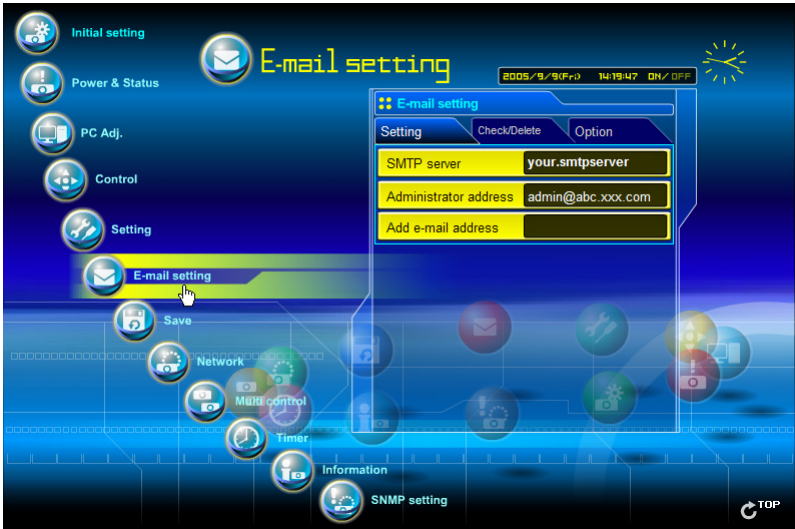 Initial setting
Power & Status
PC Adj.
Control
Setting
E-mail setting
Save
Network
Multi control
Timer
Information
SNMP setting
E-mail setting
2005/9/9(Fri) 14:19:47 ON/OFF
E-mail setting
Setting Check/Delete Option
SMTP server your.smtpserver
Administrator address admin@abc.xxx.com
Add e-mail address
TOP